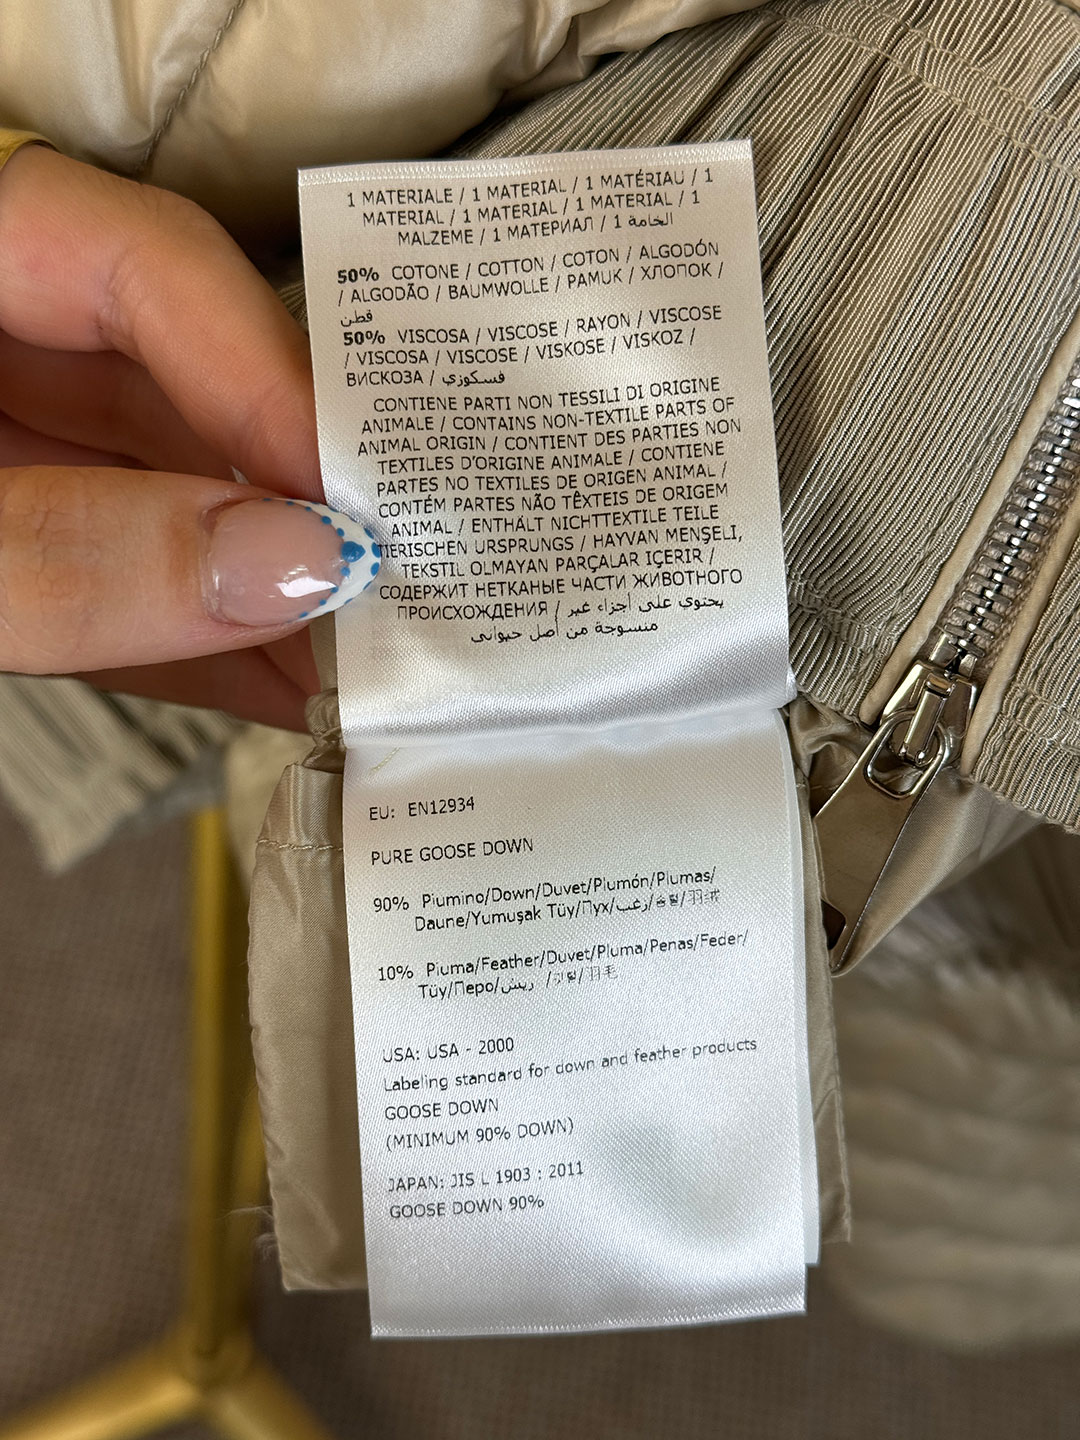 1 MATERIALE / 1 MATERIAL / 1 MATÉRIAU / 1
MATERIAL / 1 MATERIAL / 1 MATERIAL / 1
MALZEME / 1 МАТЕРИАЛ / 1 الخامة
50% COTONE / COTTON / COTON / ALGODÓN
/ ALGODÃO / BAUMWOLLE / PAMUK / ХЛОПОК /
قطن
50% VISCOSA / VISCOSE / RAYON / VISCOSE
/ VISCOSA / VISCOSE / VISKOSE / VISKOZ /
ВИСКОЗА / فسكوزي
CONTIENE PARTI NON TESSILI DI ORIGINE
ANIMALE / CONTAINS NON-TEXTILE PARTS OF
ANIMAL ORIGIN / CONTIENT DES PARTIES NON
TEXTILES D'ORIGINE ANIMALE / CONTIENE
PARTES NO TEXTILES DE ORIGEN ANIMAL /
CONTÉM PARTES NÃO TÊXTEIS DE ORIGEM
ANIMAL / ENTHÄLT NICHTTEXTILE TEILE
TIERISCHEN URSPRUNGS / HAYVAN MENŞELİ,
TEKSTIL OLMAYAN PARÇALAR IÇERIR /
СОДЕРЖИТ НЕТКАНЫЕ ЧАСТИ ЖИВОТНОГО
ПРОИСХОЖДЕНИЯ / يحتوي على أجزاء غير
منسوجة من أصل حيواني
EU: EN12934
PURE GOOSE DOWN
90% Piumino/Down/Duvet/Plumón/Plumas/
Daune/Yumuşak Tüy/Пух/زغب/
10% Piuma/Feather/Duvet/Pluma/Penas/Feder/
Tüy/Перо/ريش /깃털/羽毛
USA: USA - 2000
Labeling standard for down and feather products
GOOSE DOWN
(MINIMUM 90% DOWN)
JAPAN: JIS L 1903 : 2011
GOOSE DOWN 90%